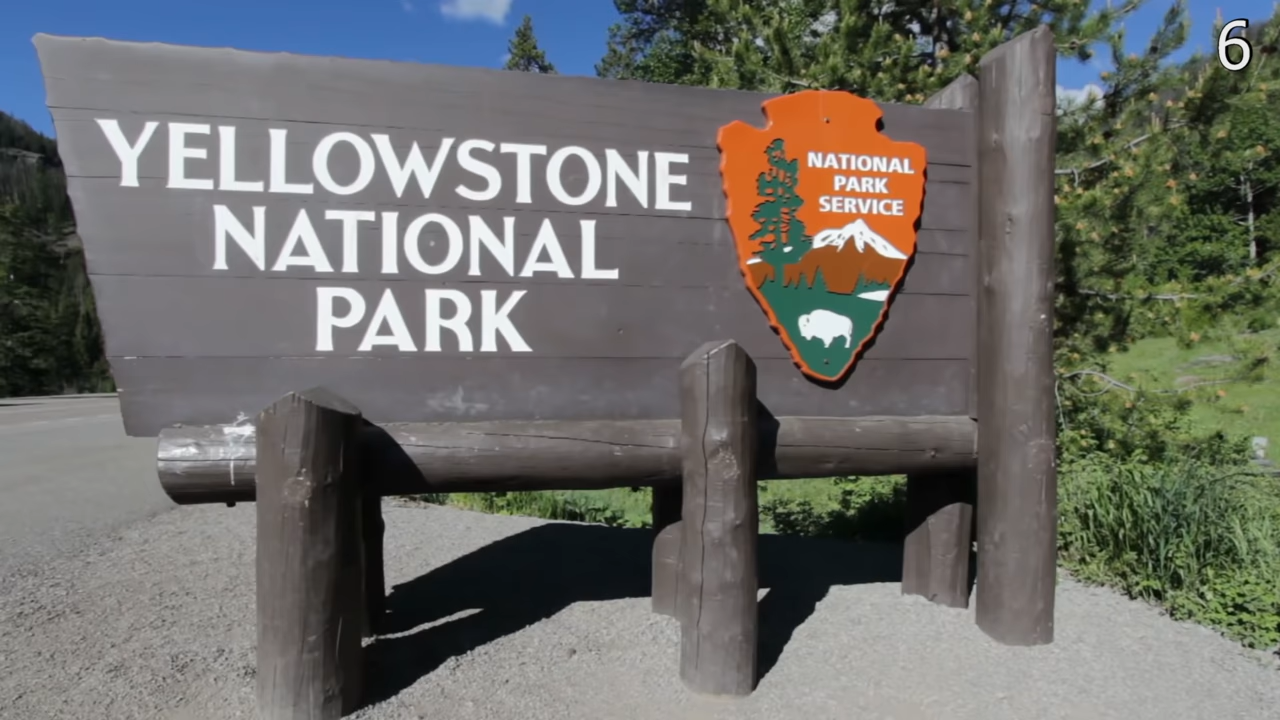 YELLOWSTONE
NATIONAL
PARK
NATIONAL
PARK
SERVICE
6